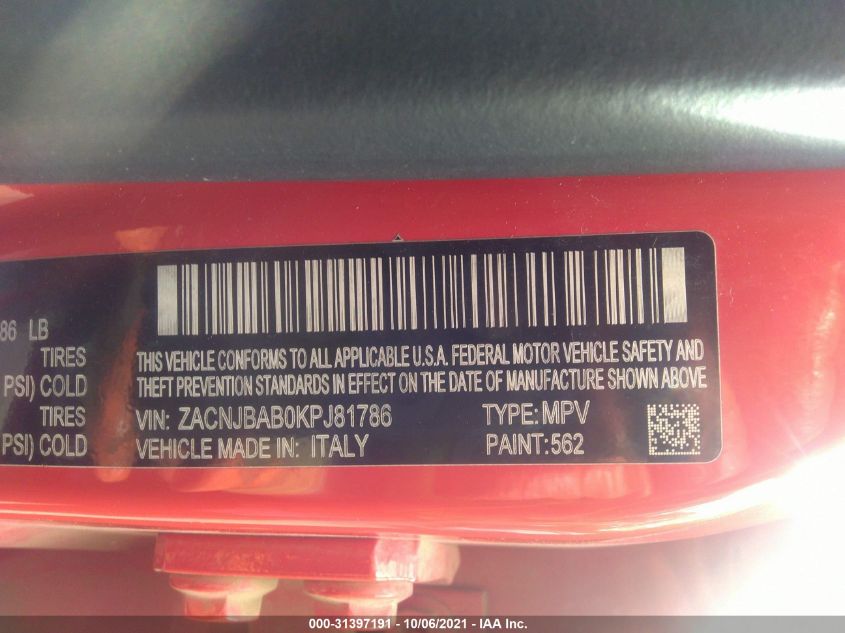 86 LB
TIRES THIS VEHICLE CONFORMS TO ALL APPLICABLE U.S.A. FEDERAL MOTOR VEHICLE SAFETY AND
PSI) COLD THEFT PREVENTION STANDARDS IN EFFECT ON THE DATE OF MANUFACTURE SHOWN ABOVE
TIRES VIN: ZACNJBAB0KPJ81786 TYPE: MPV
PSI) COLD VEHICLE MADE IN: ITALY PAINT: 562
000-31397191 - 10/06/2021 - IAA Inc.